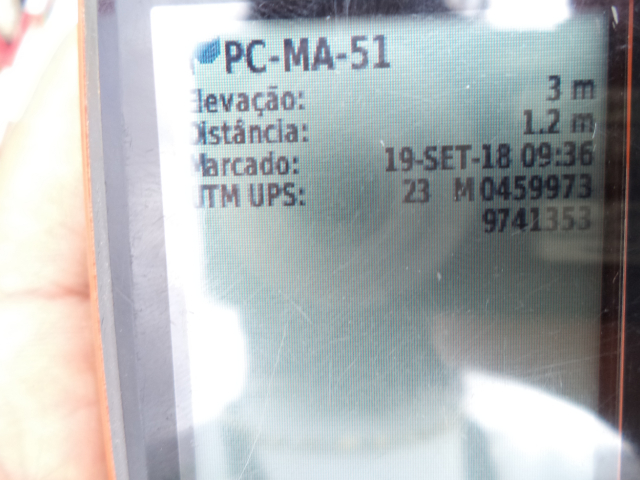 PC-MA-51
Elevação: 3 m
Distância: 1.2 m
Marcado: 19-SET-18 09:36
UTM UPS: 23 M 0459973
9741353